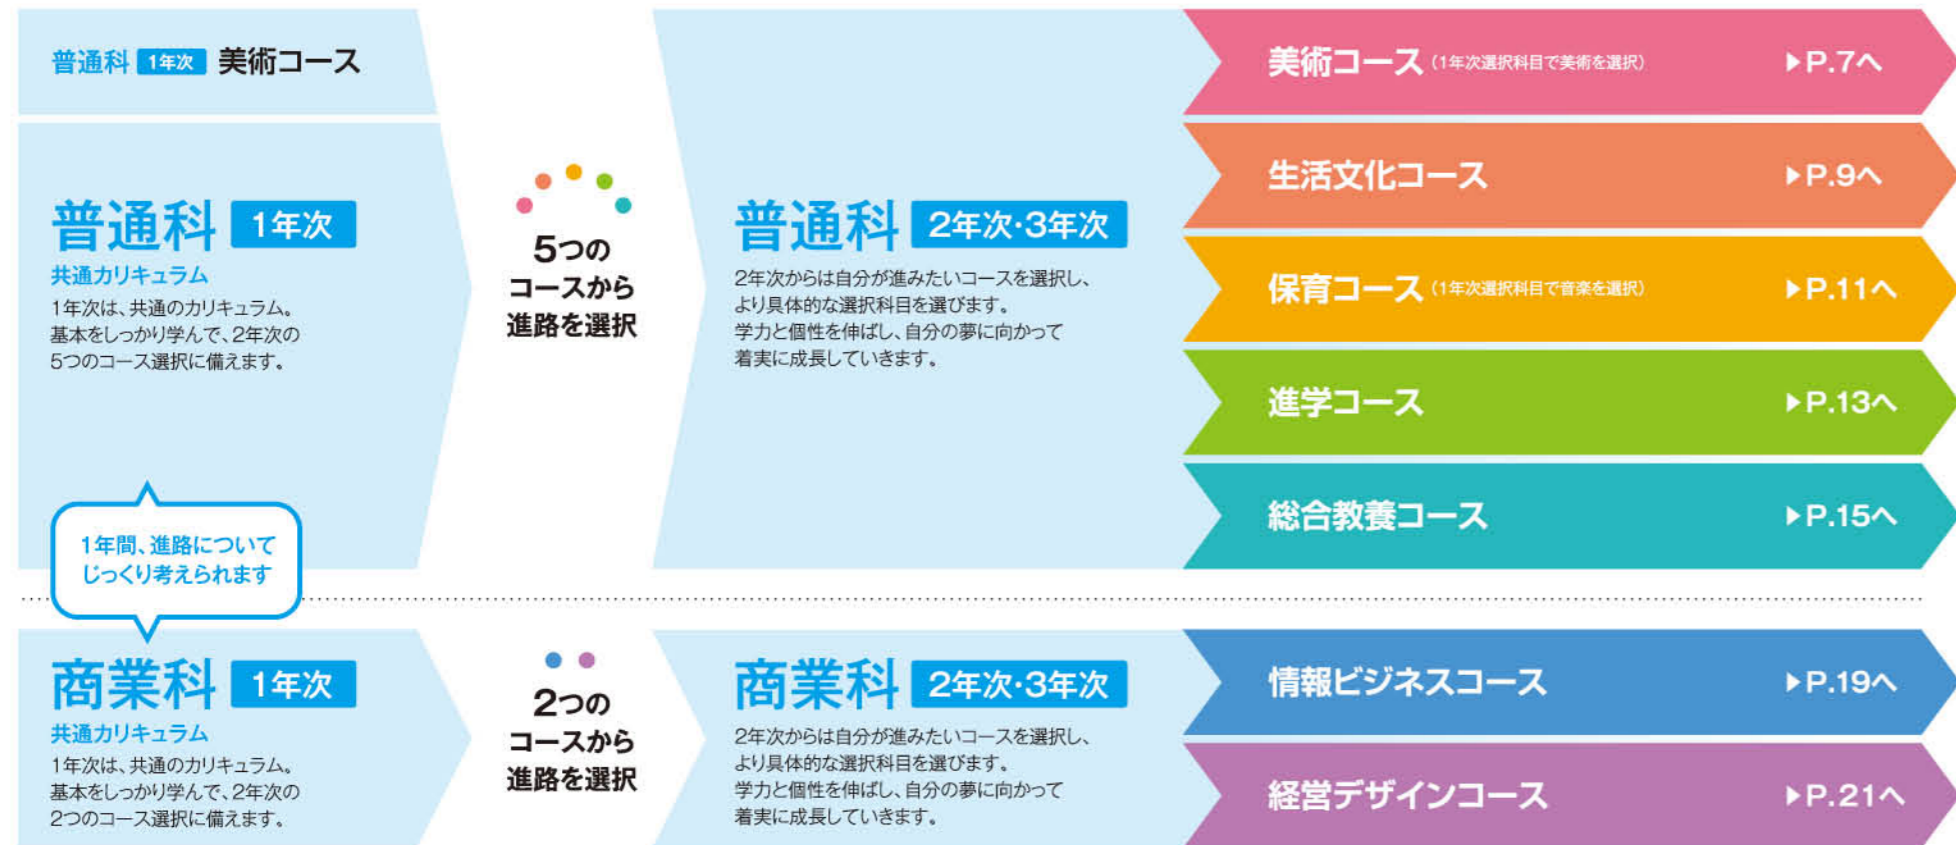 普通科 1年次 美術コース
普通科 1年次
共通カリキュラム
1年次は、共通のカリキュラム。
基本をしっかり学んで、2年次の
5つのコース選択に備えます。
1年間、進路について
じっくり考えられます
5つの
コースから
進路を選択
普通科 2年次・3年次
2年次からは自分が進みたいコースを選択し、
より具体的な選択科目を選びます。
学力と個性を伸ばし、自分の夢に向かって
着実に成長していきます。
美術コース (1年次選択科目で美術を選択) ▶P.7へ
生活文化コース ▶P.9へ
保育コース (1年次選択科目で音楽を選択) ▶P.11へ
進学コース ▶P.13へ
総合教養コース ▶P.15へ
商業科 1年次
共通カリキュラム
1年次は、共通のカリキュラム。
基本をしっかり学んで、2年次の
2つのコース選択に備えます。
2つの
コースから
進路を選択
商業科 2年次・3年次
2年次からは自分が進みたいコースを選択し、
より具体的な選択科目を選びます。
学力と個性を伸ばし、自分の夢に向かって
着実に成長していきます。
情報ビジネスコース ▶P.19へ
経営デザインコース ▶P.21へ